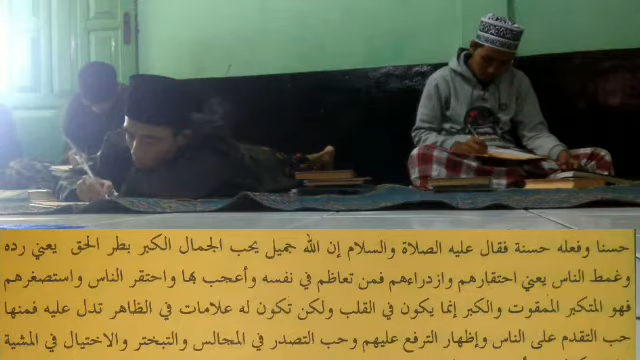 حسنا وفعله حسنة فقال عليه الصلاة والسلام إن الله جميل يحب الجمال الكبر بطر الحق يعني رده
وغمط الناس يعني احتقارهم وازدراءهم فمن تعاظم في نفسه وأعجب بها واحتقر الناس واستصغرهم
فهو المتكبر الممقوت والكبر إنما يكون في القلب ولكن تكون له علامات في الظاهر تدل عليه فمنها
حب التقدم على الناس وإظهار الترفع عليهم وحب التصدر في المجالس والتبختر والاختيال في المشية